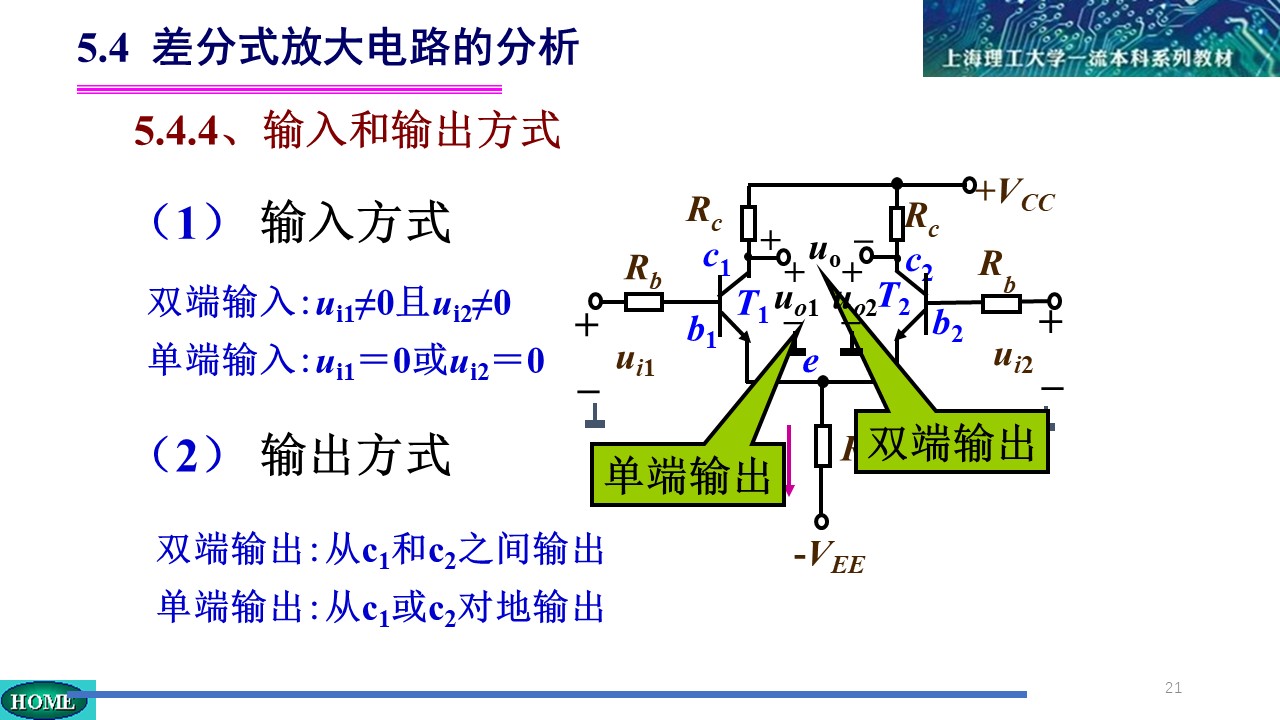 5.4 差分式放大电路的分析
上海理工大学一流本科系列教材
5.4.4、输入和输出方式
（1） 输入方式
双端输入:ui1≠0且ui2≠0
单端输入:ui1＝0或ui2＝0
（2） 输出方式
双端输出:从c1和c2之间输出
单端输出:从c1或c2对地输出
+VCC
Rc
Rc
+
uo
−
c1
c2
Rb
Rb
+
+
T1
uo1
uo2
T2
b1
b2
−
−
+
+
ui1
ui2
e
−
−
单端输出
双端输出
-VEE
HOME
21